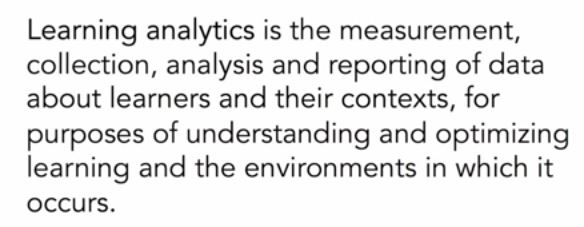 Learning analytics is the measurement,
collection, analysis and reporting of data
about learners and their contexts, for
purposes of understanding and optimizing
learning and the environments in which it
occurs.